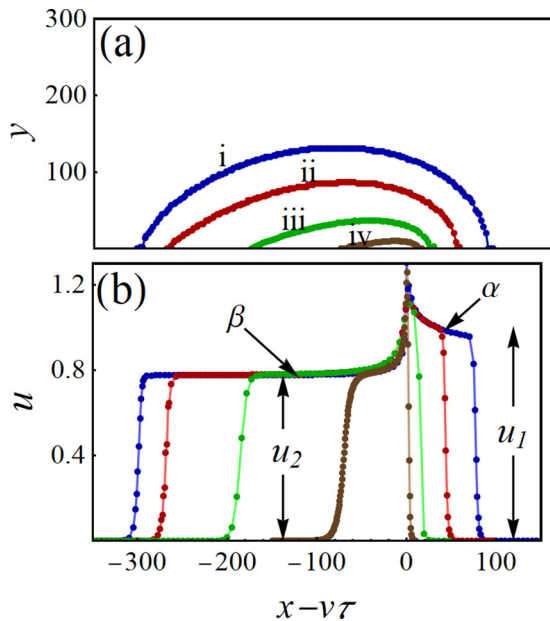 300
(a)
200
y
i
100
ii
iii
iv
(b)
1.2
α
β
0.8
u
u₂
u₁
0.4
−300 −200 −100 0 100
x−vτ